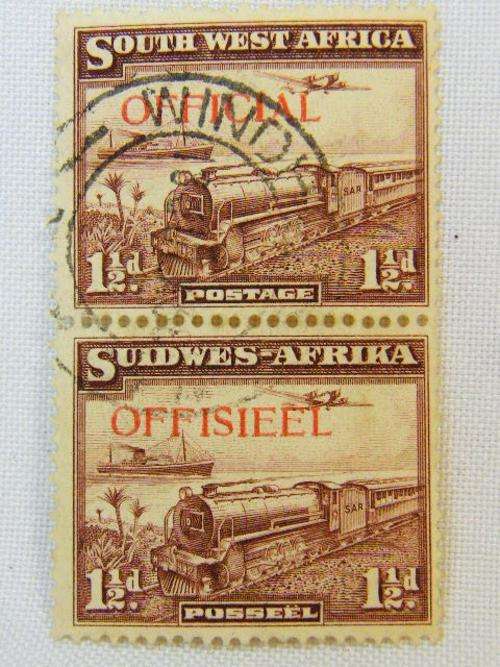 SOUTH WEST AFRICA
OFFICIAL
WIND
SAR
1½d. 1½d.
POSTAGE
SUIDWES-AFRIKA
OFFISIEEL
SAR
1½d. 1½d.
POSSEËL